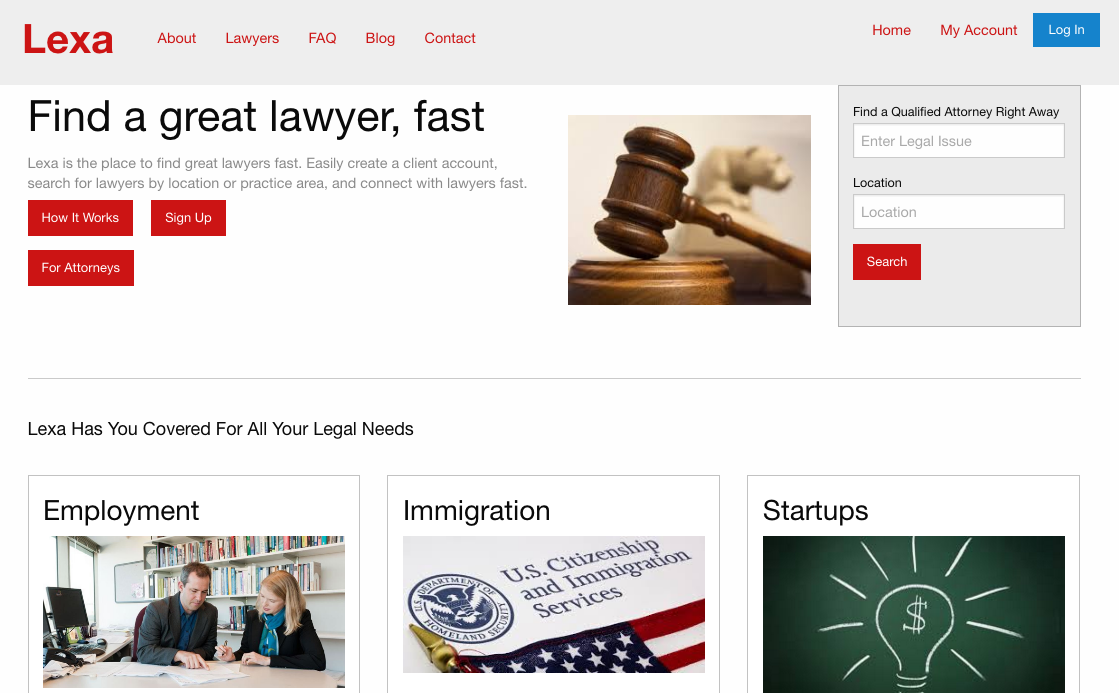 Lexa
About Lawyers FAQ Blog Contact
Home My Account Log In
Find a great lawyer, fast
Lexa is the place to find great lawyers fast. Easily create a client account,
search for lawyers by location or practice area, and connect with lawyers fast.
How It Works Sign Up
For Attorneys
Find a Qualified Attorney Right Away
Enter Legal Issue
Location
Location
Search
Lexa Has You Covered For All Your Legal Needs
Employment
Immigration
U.S. Citizenship
and Immigration
Services
U.S. DEPARTMENT OF
HOMELAND SECURITY
Startups
$